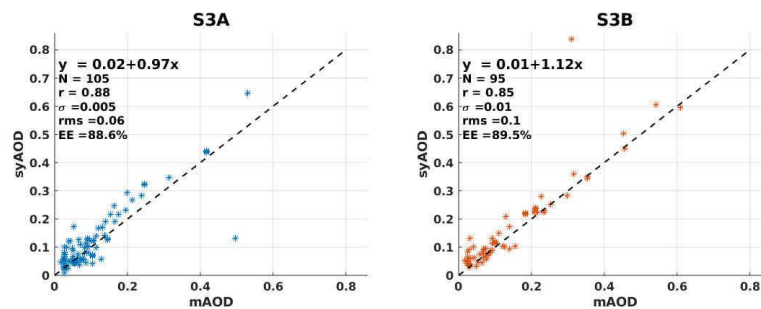 S3A
0.8
0.7
0.6
0.5
0.4
0.3
0.2
0.1
0
syAOD
y = 0.02+0.97x
N = 105
r = 0.88
σ =0.005
rms =0.06
EE =88.6%
0
0.2
0.4
0.6
0.8
mAOD
S3B
0.8
0.7
0.6
0.5
0.4
0.3
0.2
0.1
0
syAOD
y = 0.01+1.12x
N = 95
r = 0.85
σ =0.01
rms =0.1
EE =89.5%
0
0.2
0.4
0.6
0.8
mAOD